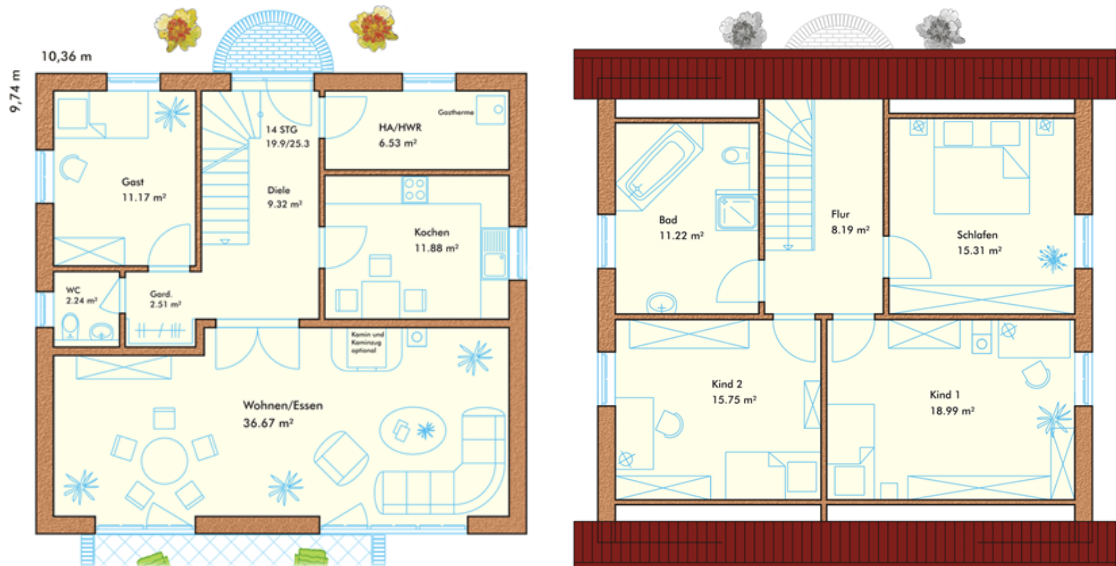 10,36 m
9,74 m
Gast
11.17 m²
14 STG
19.9/25.3
Diele
9.32 m²
HA/HWR
6.53 m²
Gastherme
Kochen
11.88 m²
WC
2.24 m²
Gard.
2.51 m²
Kamin und
Kaminzug
optional
Wohnen/Essen
36.67 m²
Bad
11.22 m²
Flur
8.19 m²
Schlafen
15.31 m²
Kind 2
15.75 m²
Kind 1
18.99 m²